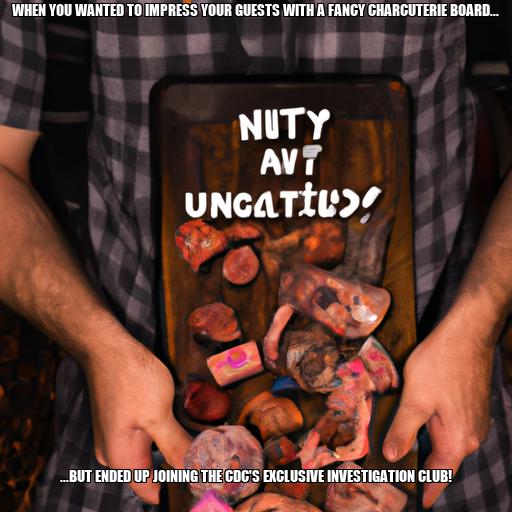 WHEN YOU WANTED TO IMPRESS YOUR GUESTS WITH A FANCY CHARCUTERIE BOARD...
NUTY
AVT
...BUT ENDED UP JOINING THE CDC'S EXCLUSIVE INVESTIGATION CLUB!